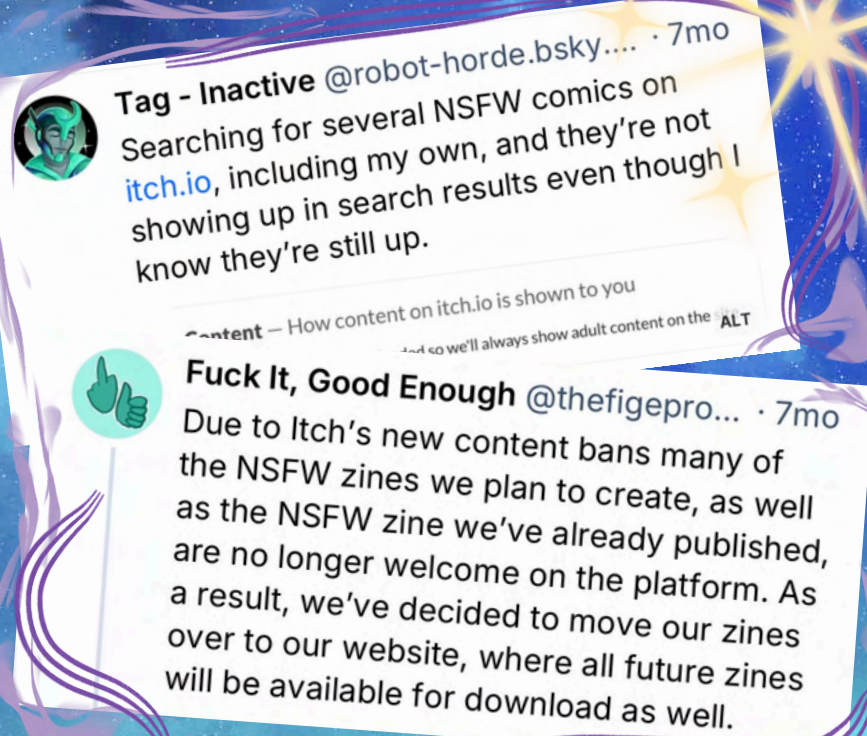 Tag - Inactive @robot-horde.bsky.... · 7mo
Searching for several NSFW comics on
itch.io, including my own, and they're not
showing up in search results even though I
know they're still up.
Content — How content on itch.io is shown to you
so we'll always show adult content on the
ALT
Fuck It, Good Enough @thefigepro... · 7mo
Due to Itch's new content bans many of
the NSFW zines we plan to create, as well
as the NSFW zine we've already published,
are no longer welcome on the platform. As
a result, we've decided to move our zines
over to our website, where all future zines
will be available for download as well.